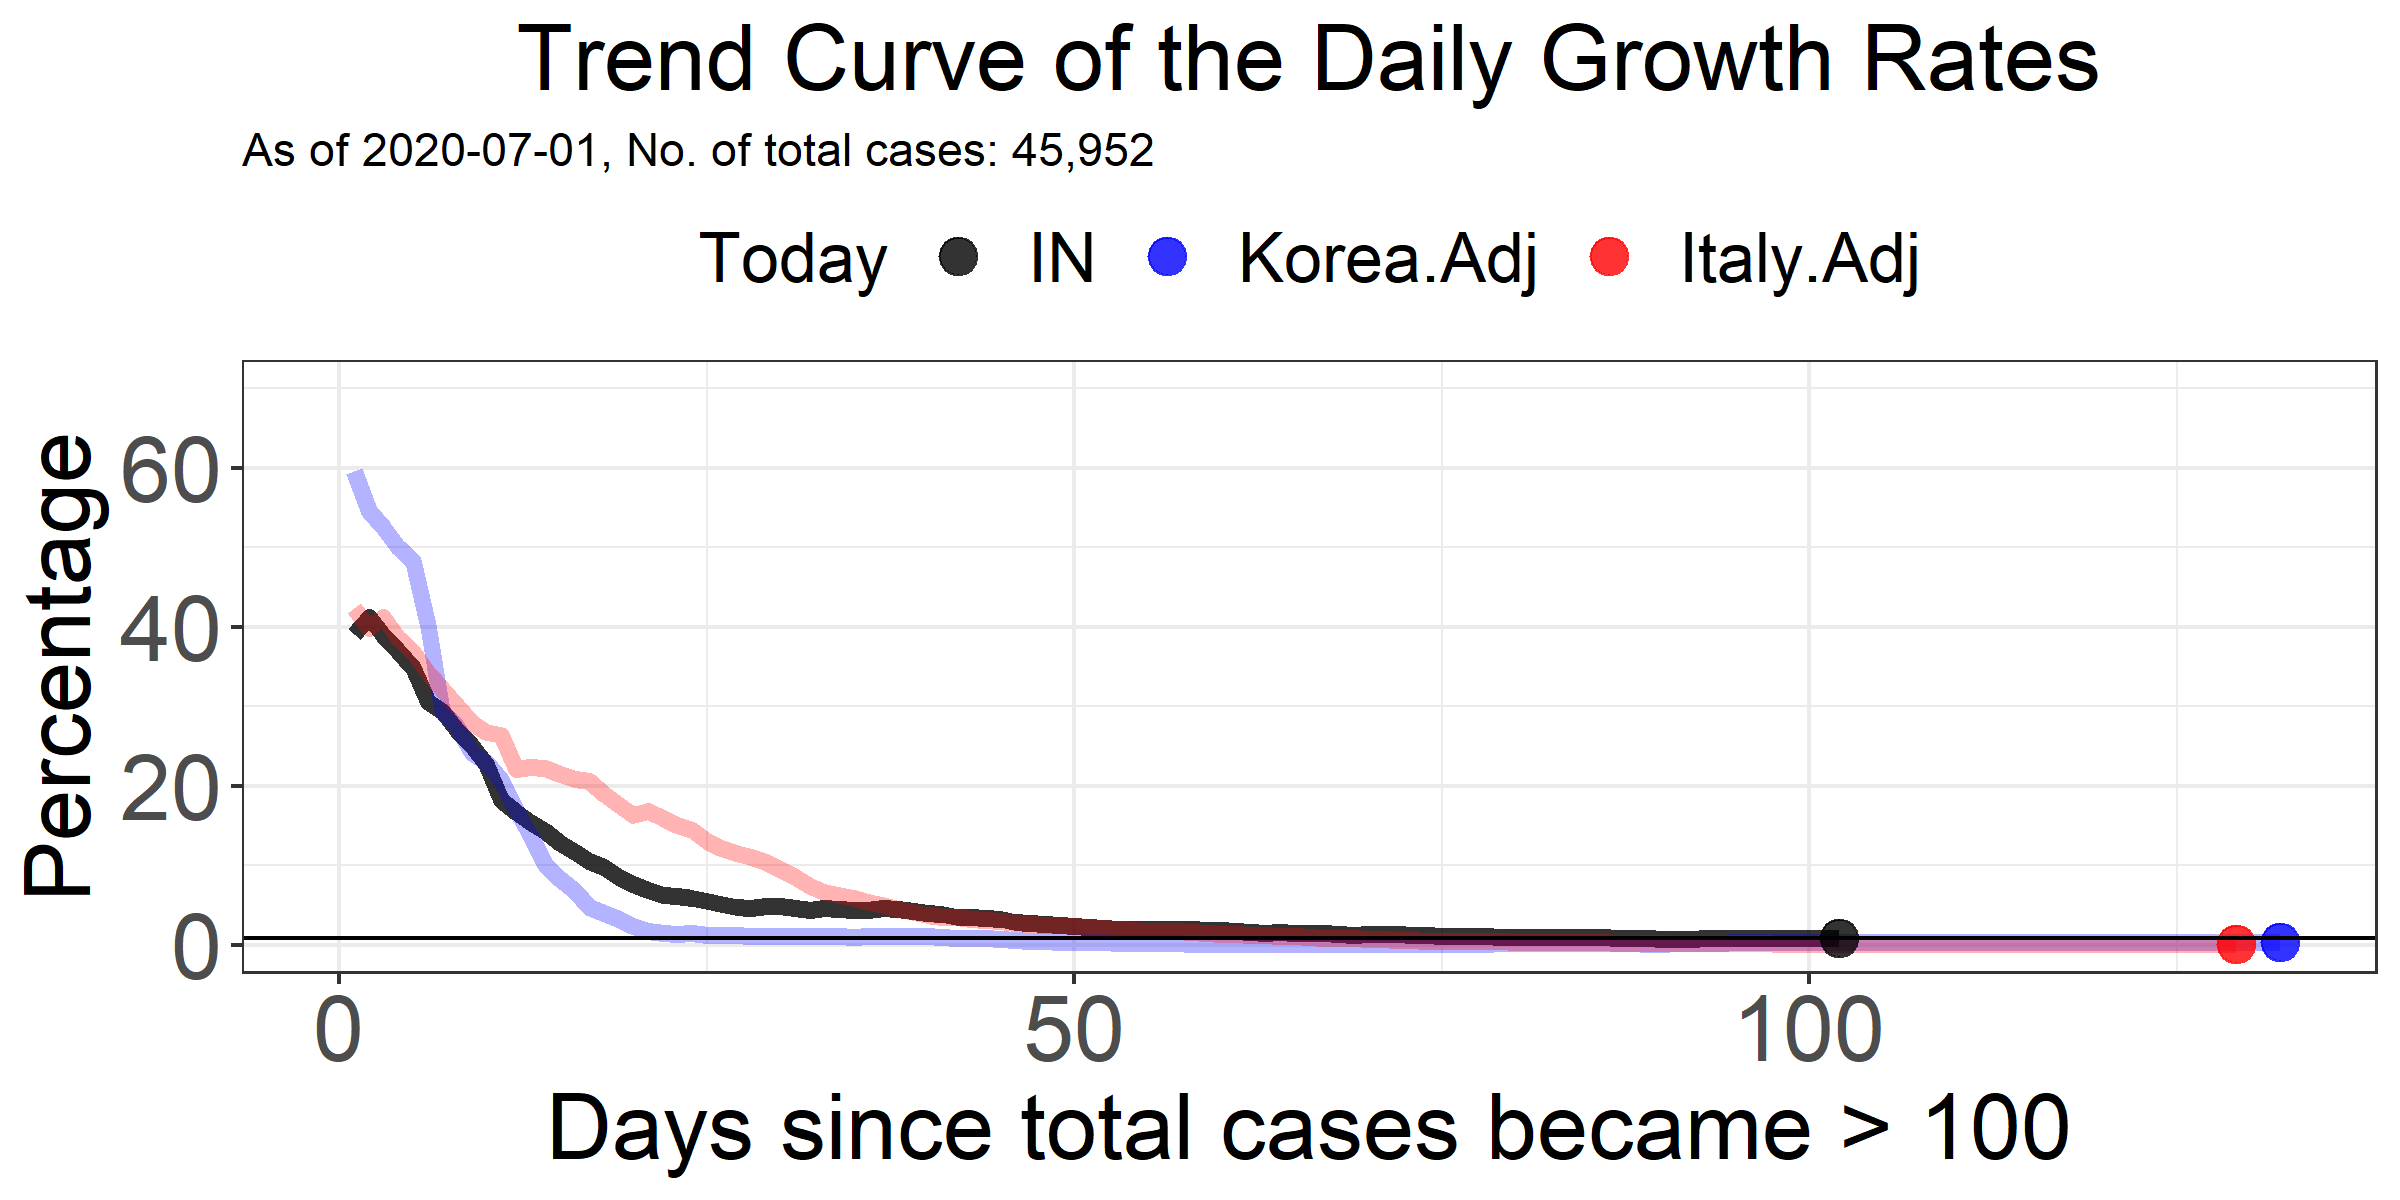 Trend Curve of the Daily Growth Rates
As of 2020-07-01, No. of total cases: 45,952
Today IN Korea.Adj Italy.Adj
Percentage
60
40
20
0
0 50 100
Days since total cases became > 100